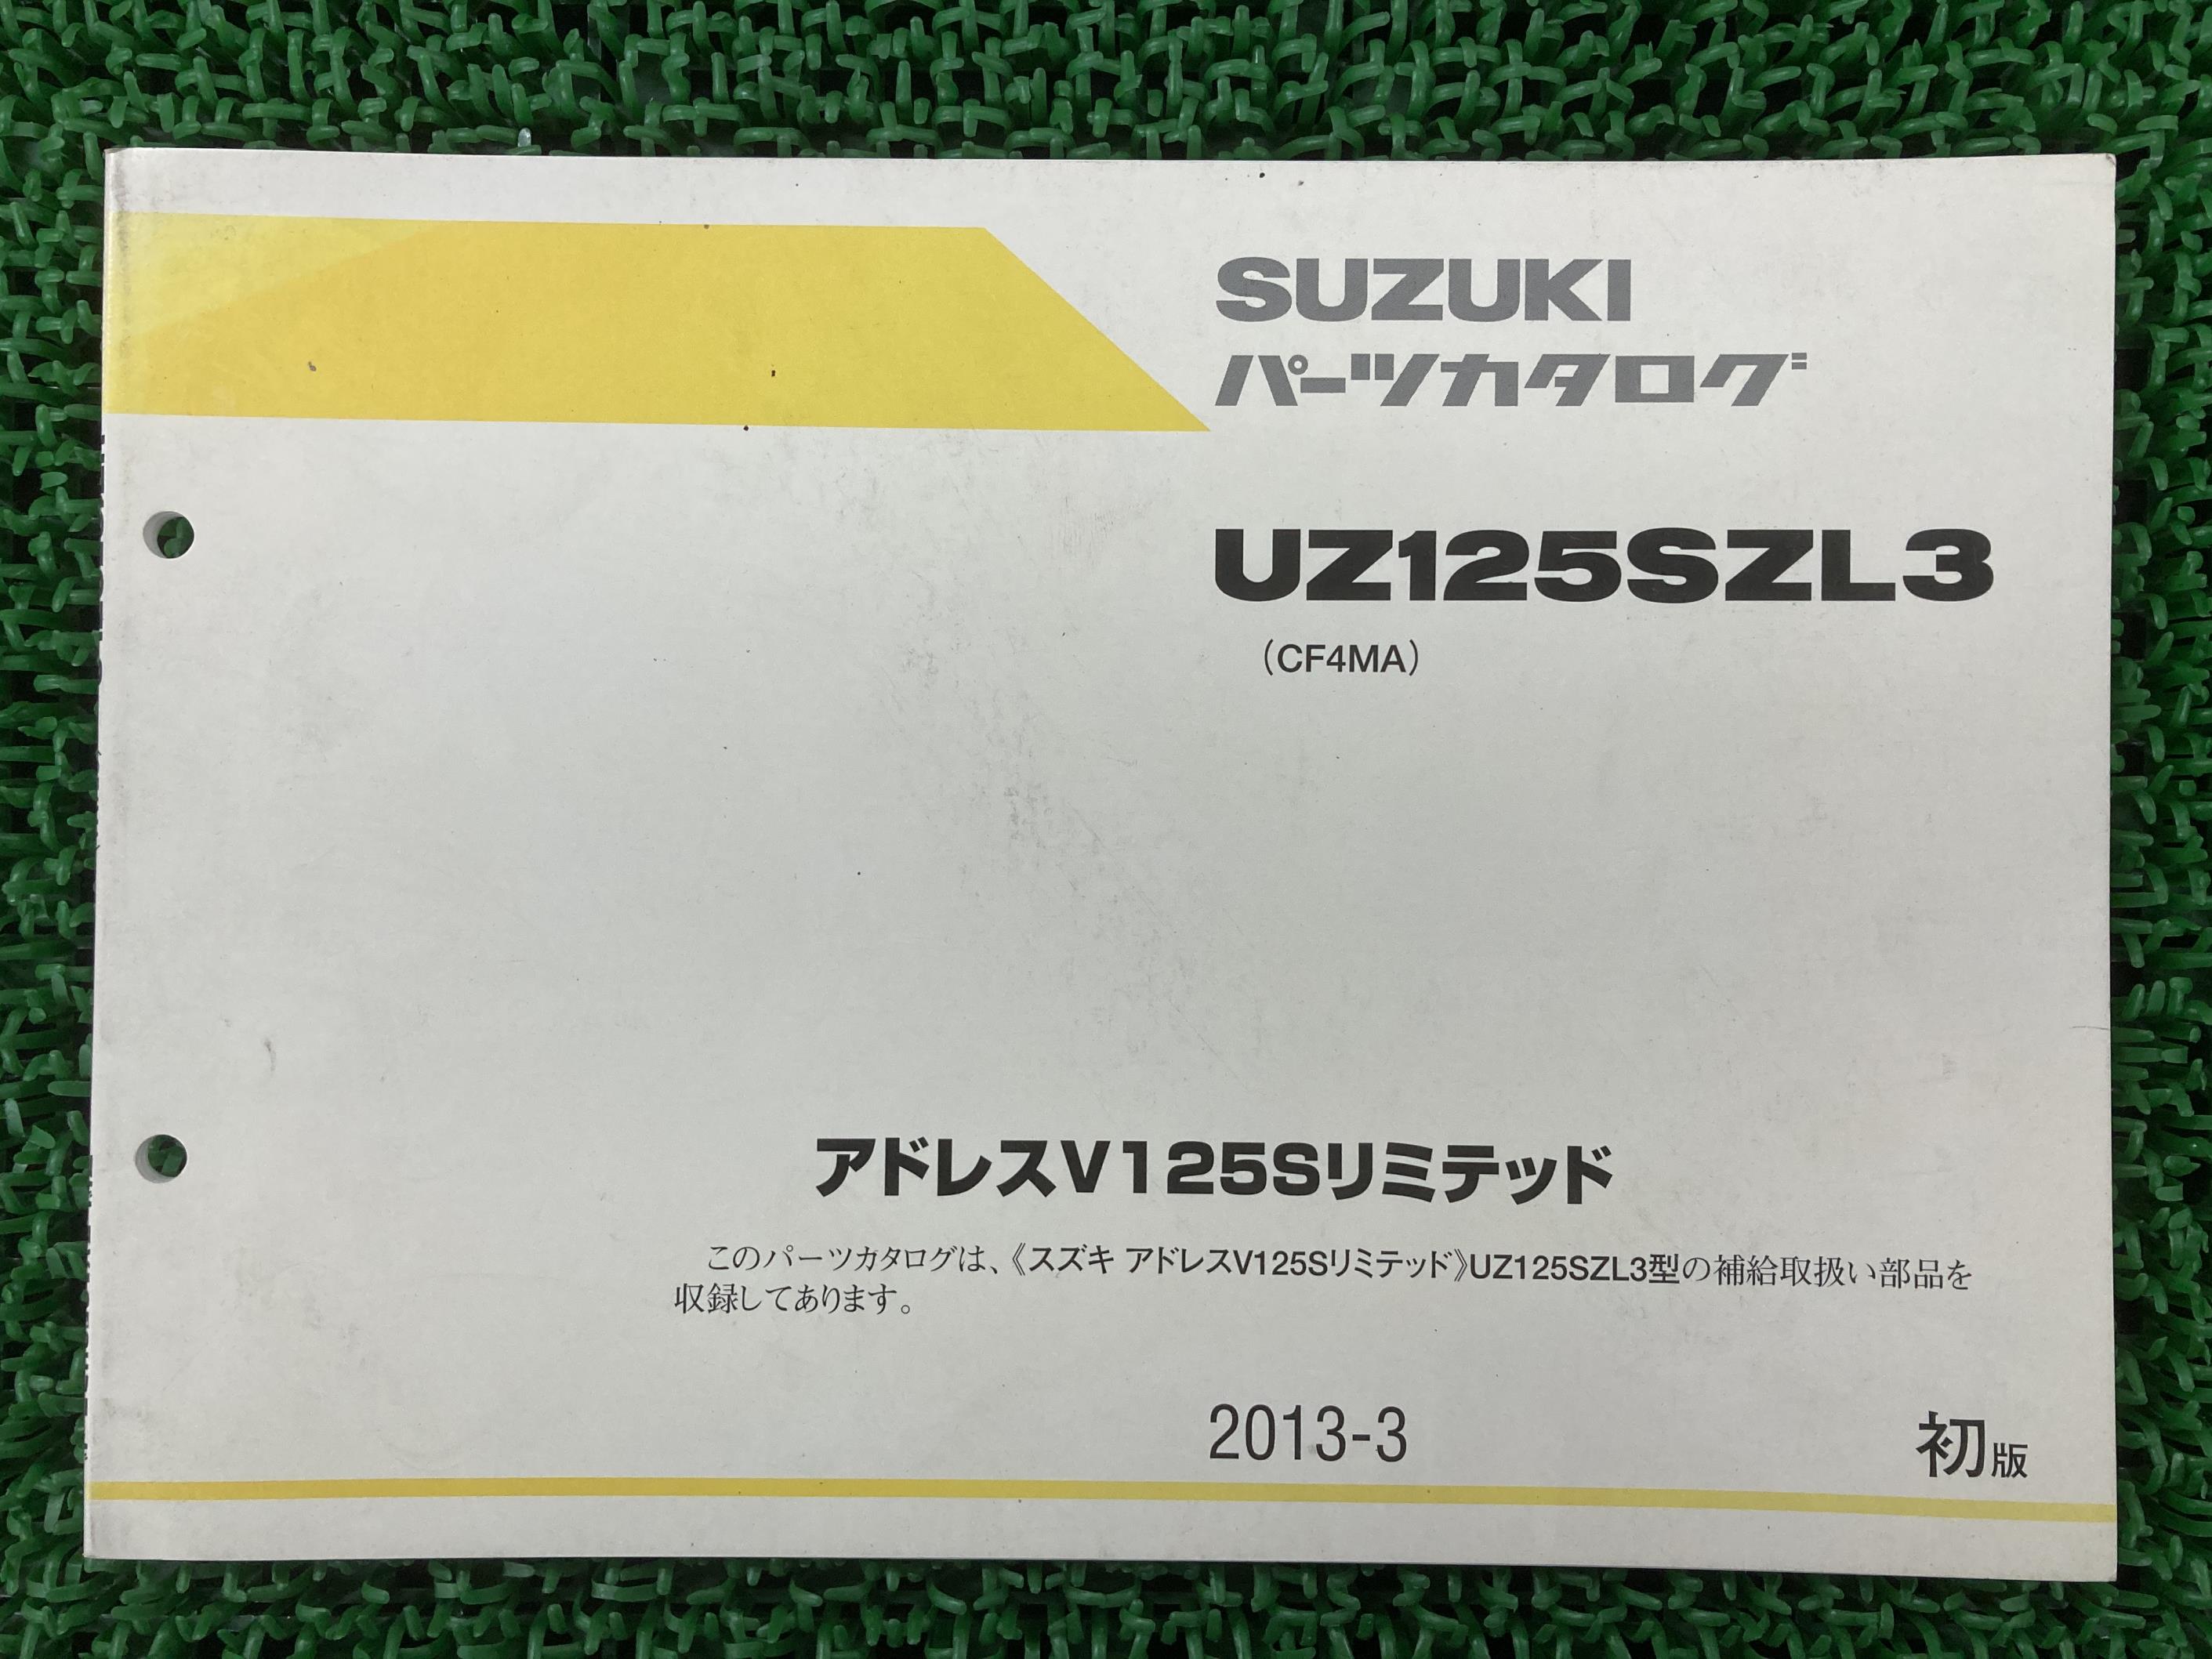 SUZUKI
パーツカタログ
UZ125SZL3
（CF4MA）
アドレスV125Sリミテッド
このパーツカタログは、《スズキ アドレスV125Sリミテッド》UZ125SZL3型の補給取扱い部品を
収録してあります。
2013-3
初版